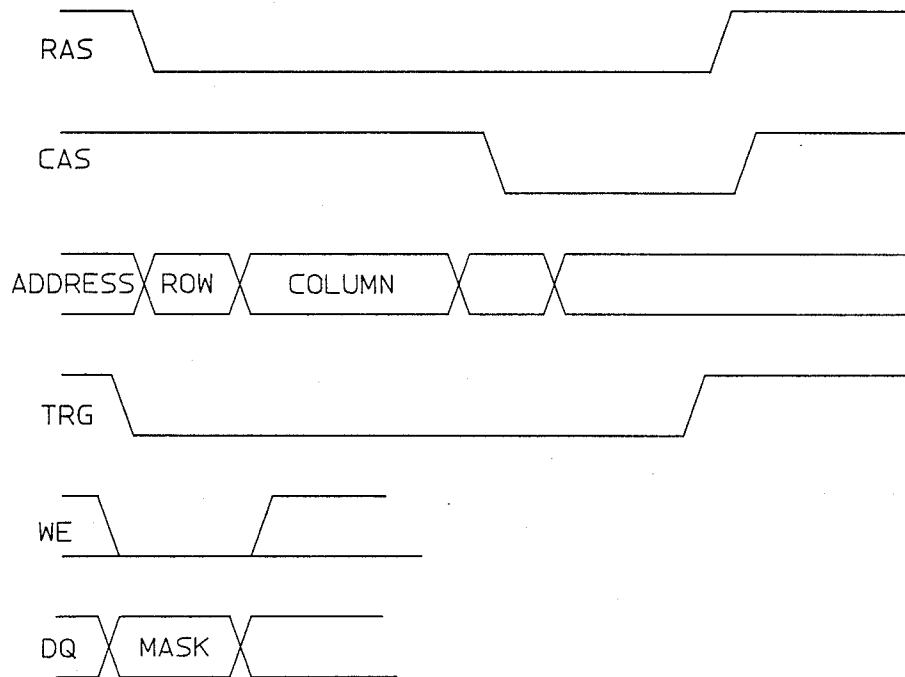 RAS
CAS
ADDRESS ROW COLUMN
TRG
WE
DQ MASK